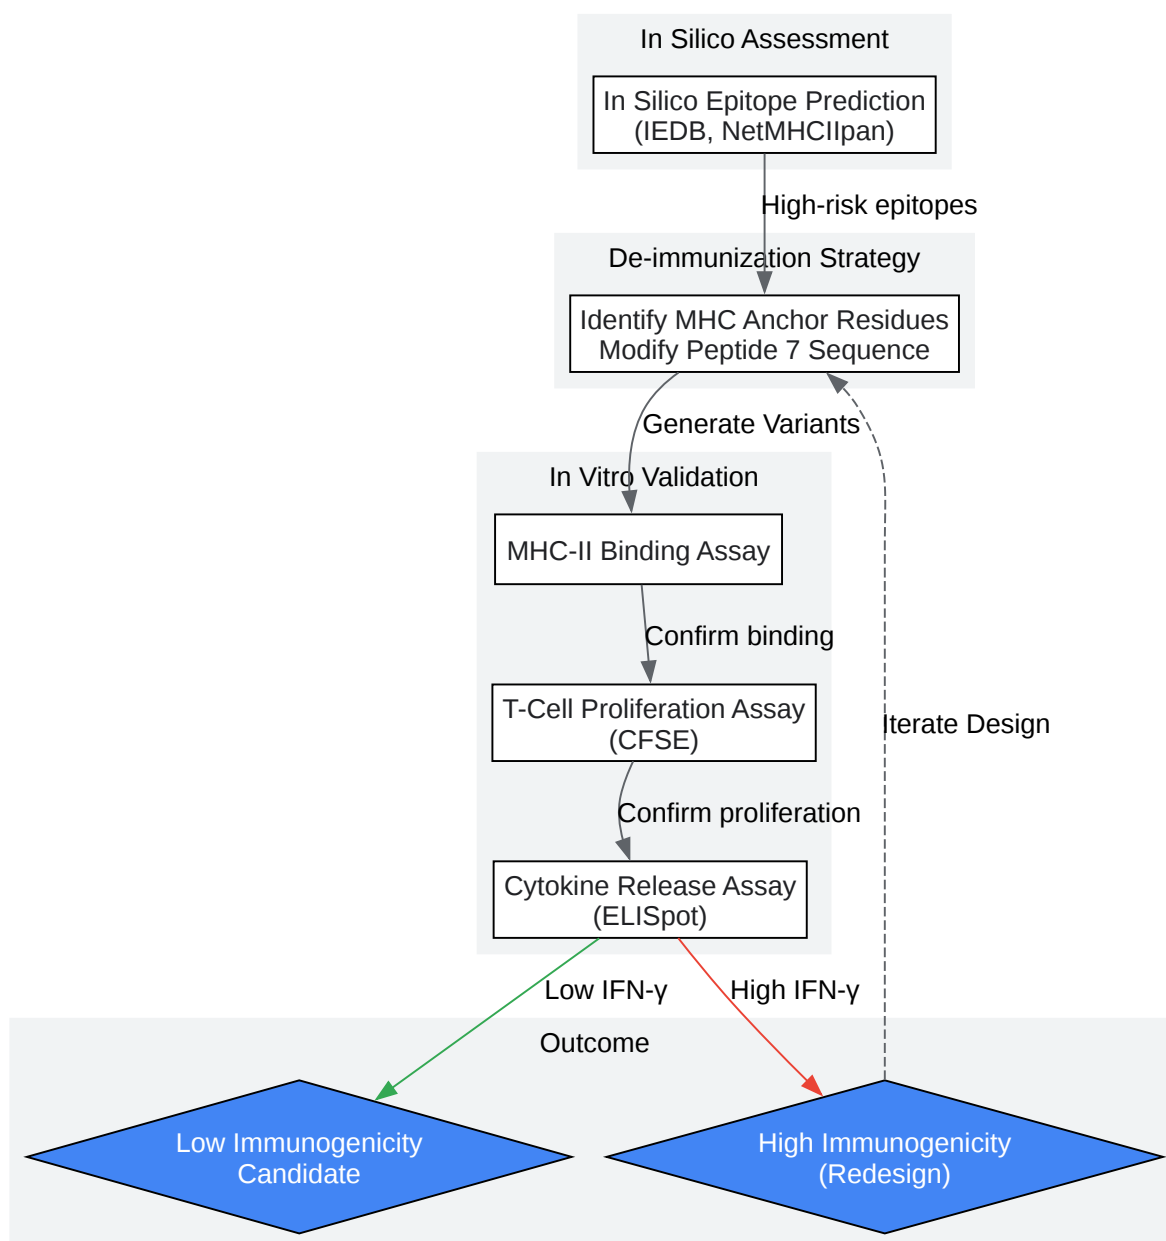 In Silico Assessment
In Silico Epitope Prediction
(IEDB, NetMHCIIpan)
High-risk epitopes
De-immunization Strategy
Identify MHC Anchor Residues
Modify Peptide 7 Sequence
Generate Variants
In Vitro Validation
MHC-II Binding Assay
Confirm binding
T-Cell Proliferation Assay
(CFSE)
Iterate Design
Confirm proliferation
Cytokine Release Assay
(ELISpot)
Low IFN-γ
High IFN-γ
Outcome
Low Immunogenicity
Candidate
High Immunogenicity
(Redesign)